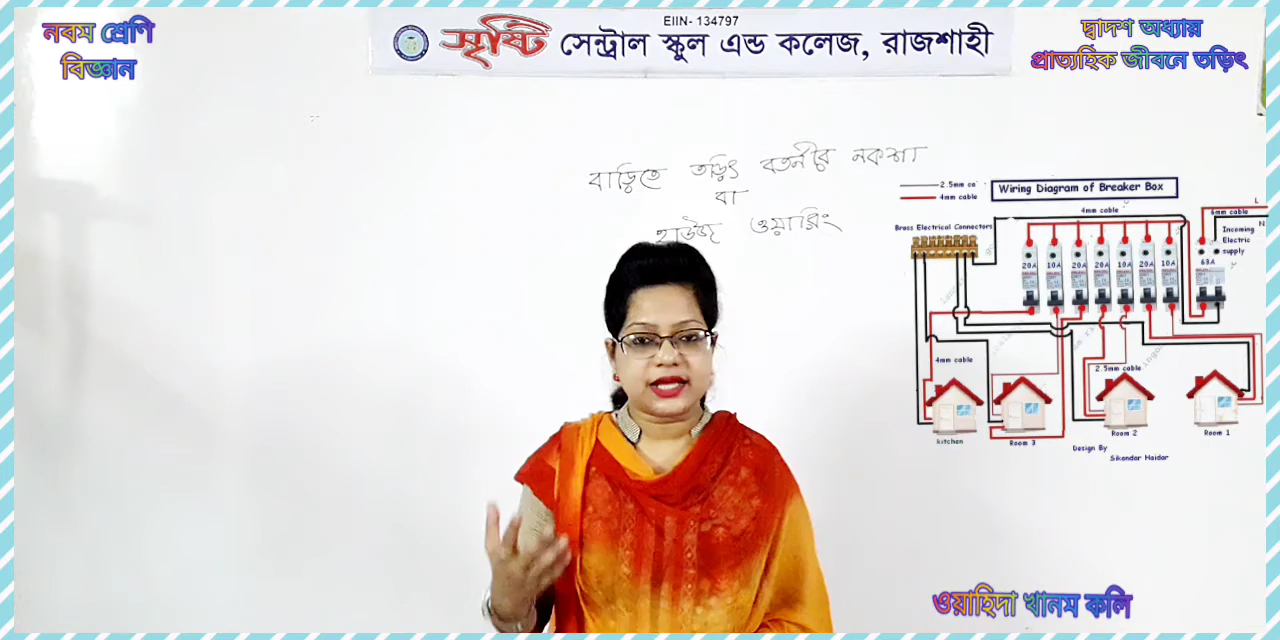 নবম শ্রেণি
বিজ্ঞান
EIIN- 134797
সৃষ্টি সেন্ট্রাল স্কুল এন্ড কলেজ, রাজশাহী
দ্বাদশ অধ্যায়
প্রাত্যহিক জীবনে তড়িৎ
বাড়িতে তড়িৎ বর্তনীর নকশা
বা
হাউজ ওয়ারিং
2.5mm ca
4mm cable
Wiring Diagram of Breaker Box
4mm cable
L
6mm cable
N
Brass Electrical Connectors
Incoming
Electric
supply
20A 10A 20A 20A 10A 20A 10A 63A
4mm cable
2.5mm cable
kitchen
Room 3
Room 2
Room 1
Design By
Sikandar Haidar
ওয়াহিদা খানম কলি